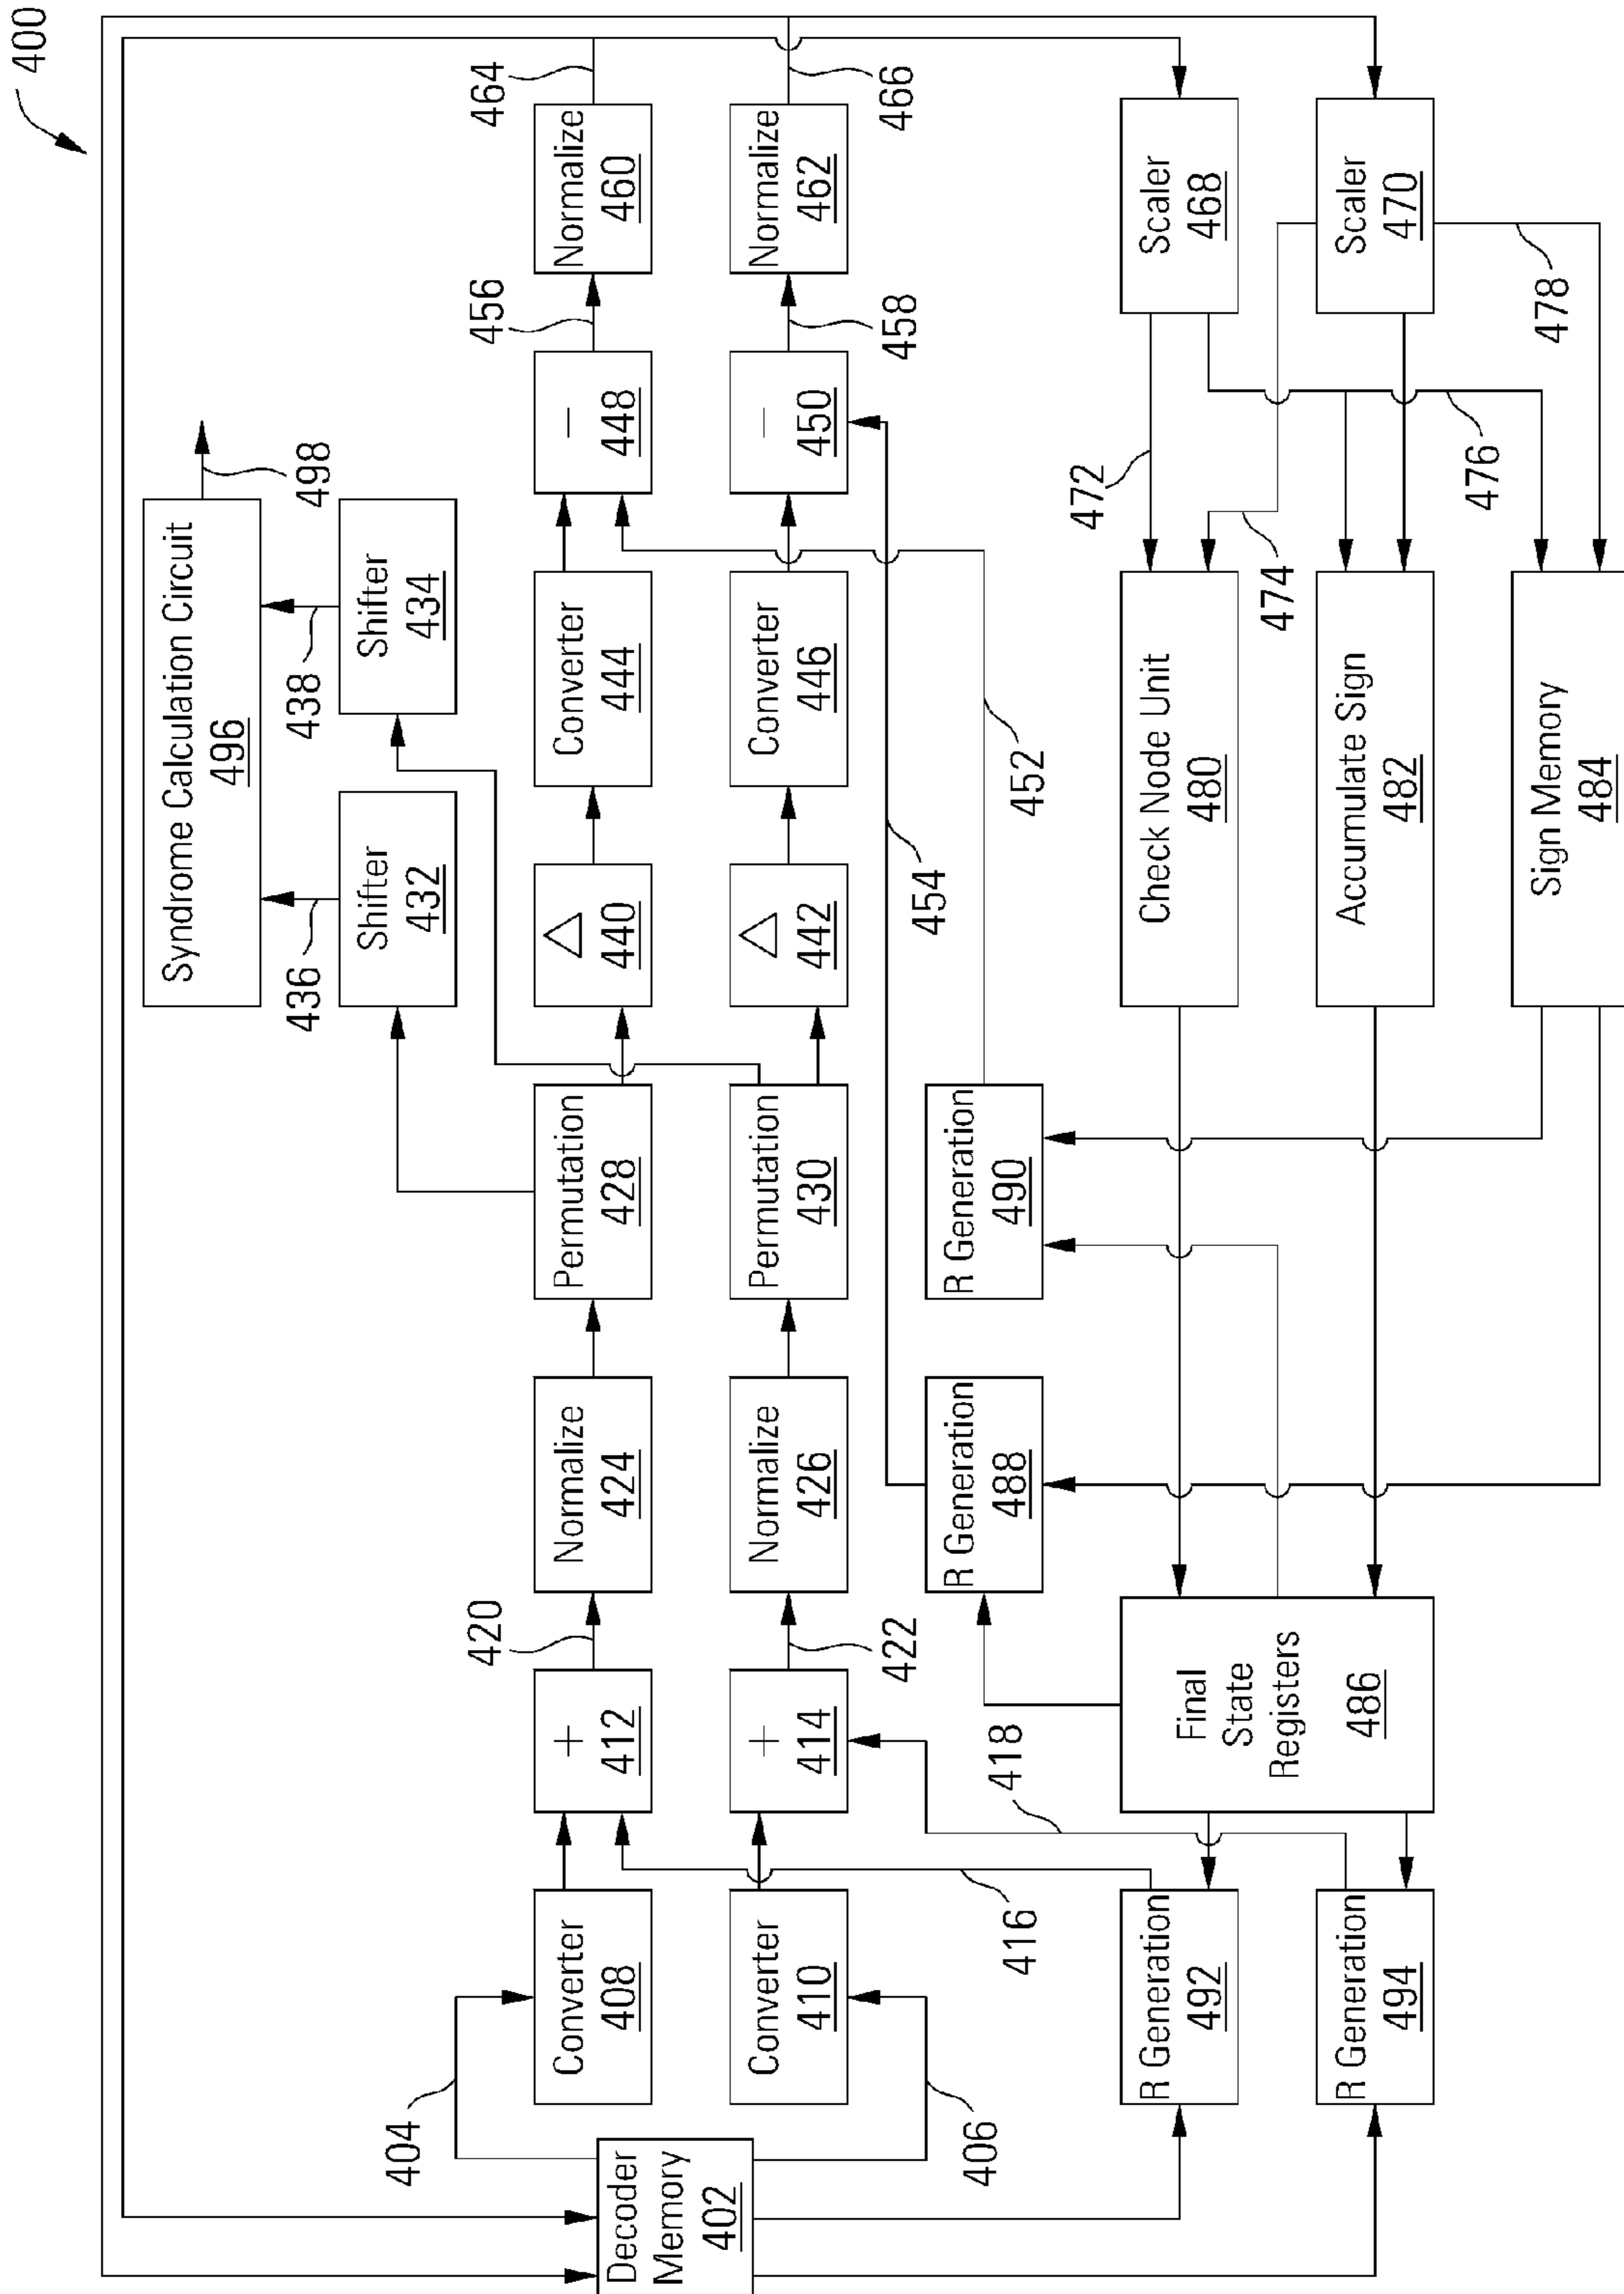 400
Syndrome Calculation Circuit
496
498
436
438
Shifter
432
Shifter
434
404
Decoder
Memory
402
406
Converter
408
Converter
410
+
412
+
414
416
418
420
422
Normalize
424
Normalize
426
Permutation
428
Permutation
430
△
440
△
442
Converter
444
Converter
446
−
448
−
450
452
454
456
458
Normalize
460
Normalize
462
464
466
R Generation
488
R Generation
490
R Generation
492
R Generation
494
Final
State
Registers
486
Check Node Unit
480
Accumulate Sign
482
Sign Memory
484
472
474
476
478
Scaler
468
Scaler
470